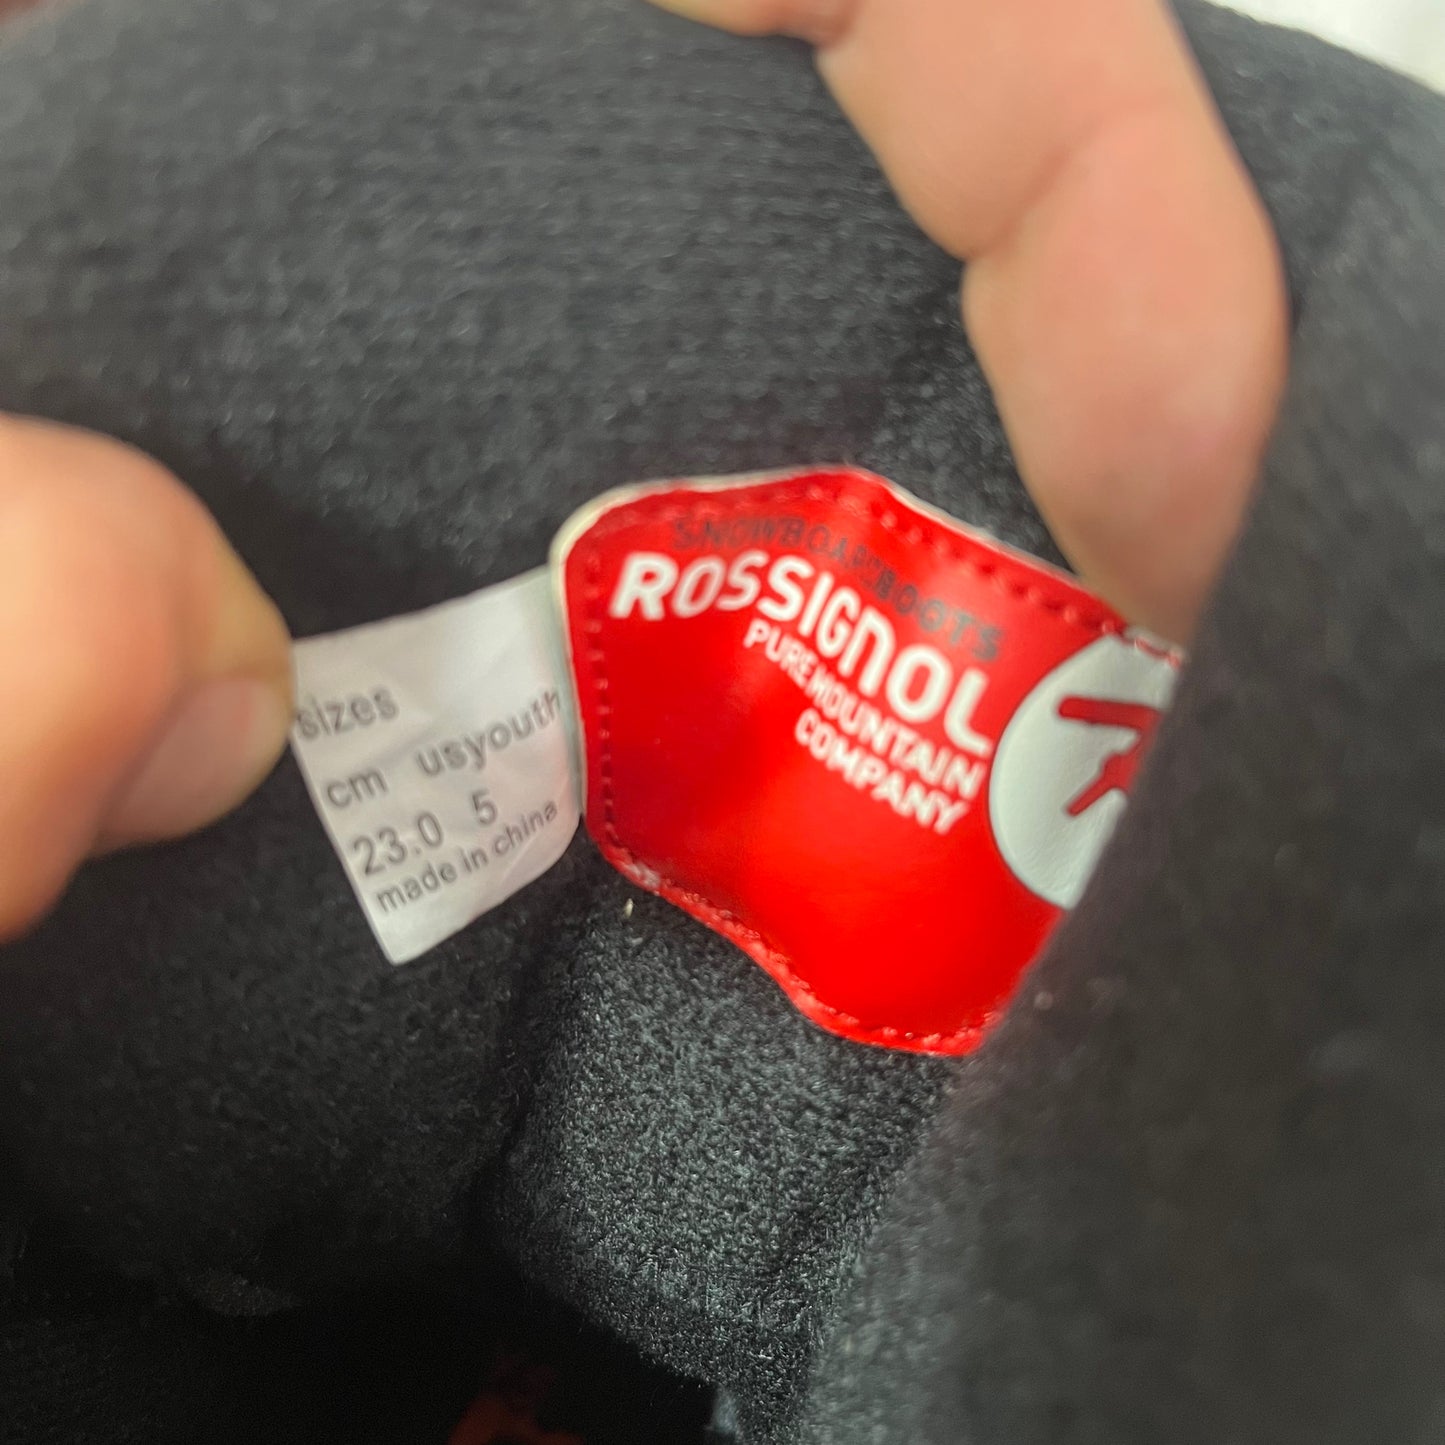 SNOWBOARDBOOTS
ROSSIGNOL
PURE MOUNTAIN
COMPANY
sizes
cm usyouth
23.0 5
made in china